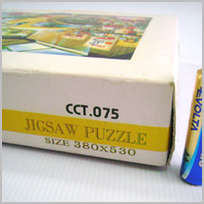 CCT.075
JIGSAW PUZZLE
SIZE 380X530
VOLTA